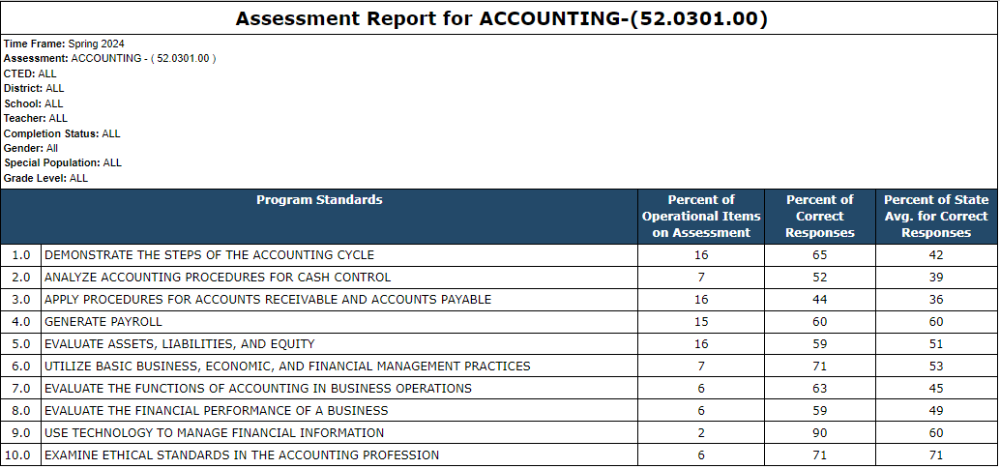 Assessment Report for ACCOUNTING-(52.0301.00)
Time Frame: Spring 2024
Assessment: ACCOUNTING - ( 52.0301.00 )
CTED: ALL
District: ALL
School: ALL
Teacher: ALL
Completion Status: ALL
Gender: All
Special Population: ALL
Grade Level: ALL
Program Standards Percent of Operational Items on Assessment Percent of Correct Responses Percent of State Avg. for Correct Responses
1.0 DEMONSTRATE THE STEPS OF THE ACCOUNTING CYCLE 16 65 42
2.0 ANALYZE ACCOUNTING PROCEDURES FOR CASH CONTROL 7 52 39
3.0 APPLY PROCEDURES FOR ACCOUNTS RECEIVABLE AND ACCOUNTS PAYABLE 16 44 36
4.0 GENERATE PAYROLL 15 60 60
5.0 EVALUATE ASSETS, LIABILITIES, AND EQUITY 16 59 51
6.0 UTILIZE BASIC BUSINESS, ECONOMIC, AND FINANCIAL MANAGEMENT PRACTICES 7 71 53
7.0 EVALUATE THE FUNCTIONS OF ACCOUNTING IN BUSINESS OPERATIONS 6 63 45
8.0 EVALUATE THE FINANCIAL PERFORMANCE OF A BUSINESS 6 59 49
9.0 USE TECHNOLOGY TO MANAGE FINANCIAL INFORMATION 2 90 60
10.0 EXAMINE ETHICAL STANDARDS IN THE ACCOUNTING PROFESSION 6 71 71